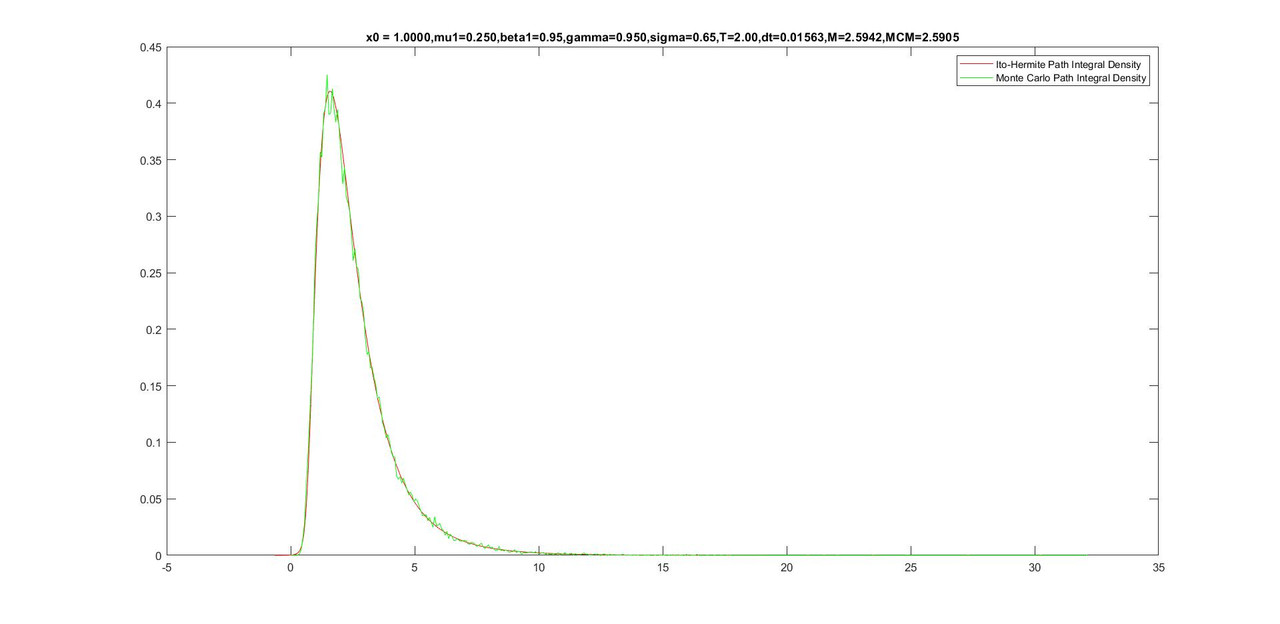 x0 = 1.0000,mu1=0.250,beta1=0.95,gamma=0.950,sigma=0.65,T=2.00,dt=0.01563,M=2.5942,MCM=2.5905
Ito-Hermite Path Integral Density
Monte Carlo Path Integral Density
0.45
0.4
0.35
0.3
0.25
0.2
0.15
0.1
0.05
0
-5 0 5 10 15 20 25 30 35